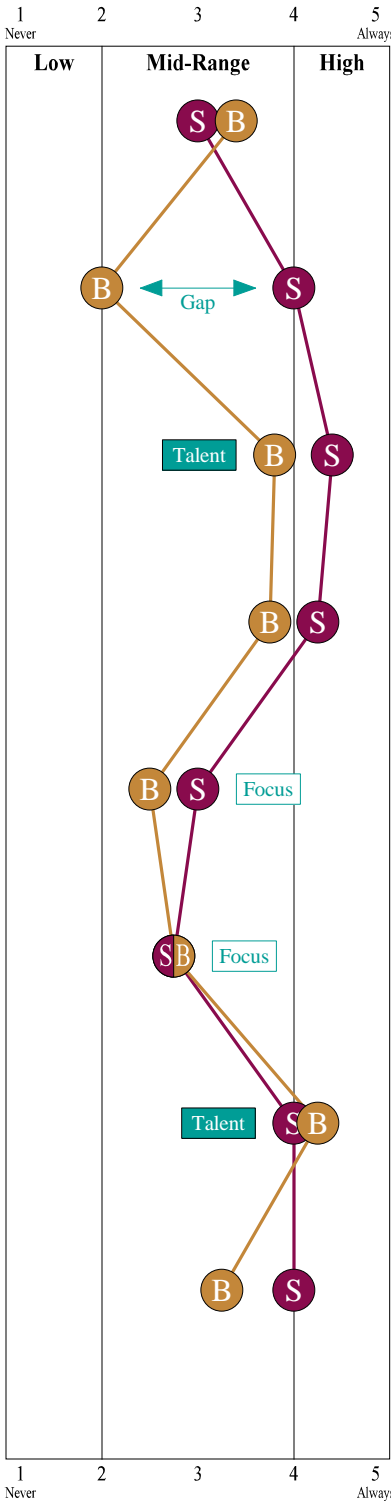 1 2 3 4 5
Never Always
Low Mid-Range High
S B
B Gap S
Talent B S
B S
B S Focus
S B Focus
Talent S B
B S
1 2 3 4 5
Never Always